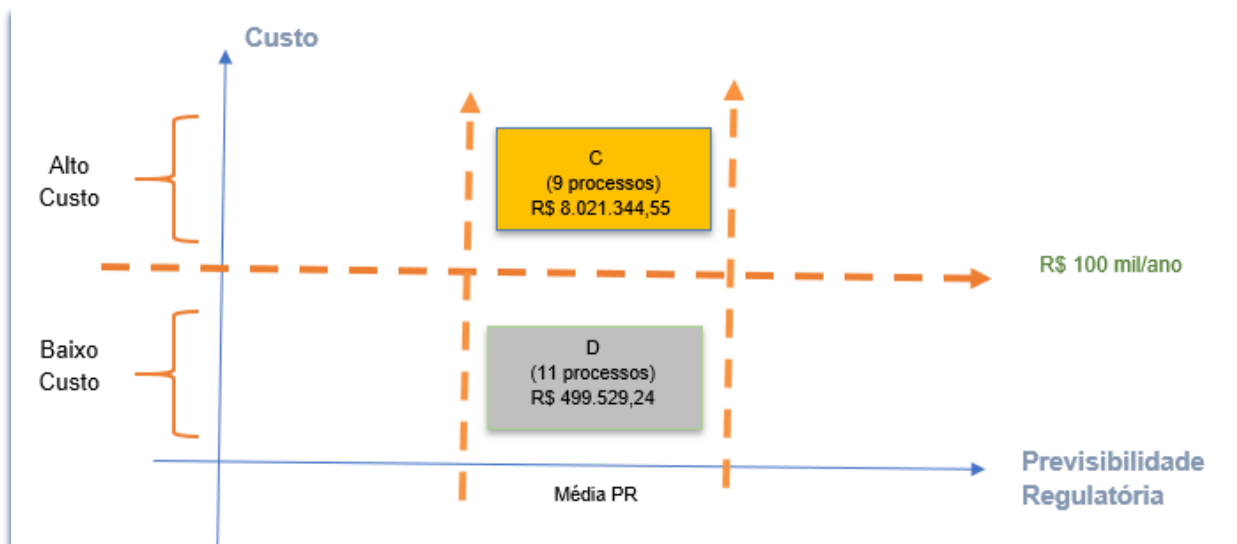 Custo
Alto
Custo
C
(9 processos)
R$ 8.021.344,55
R$ 100 mil/ano
Baixo
Custo
D
(11 processos)
R$ 499.529,24
Média PR
Previsibilidade
Regulatória